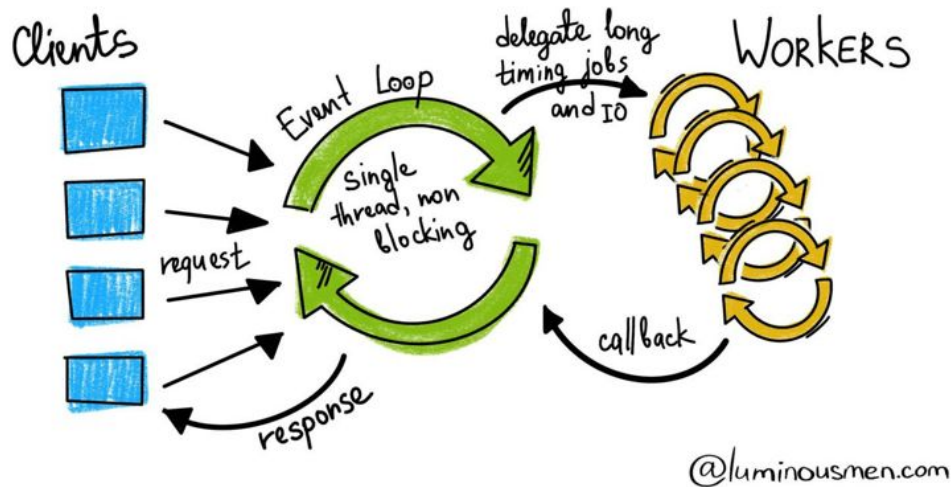 Clients
Event Loop
single
thread, non
blocking
request
response
delegate long
timing jobs
and IO
WORKERS
callback
@luminousmen.com